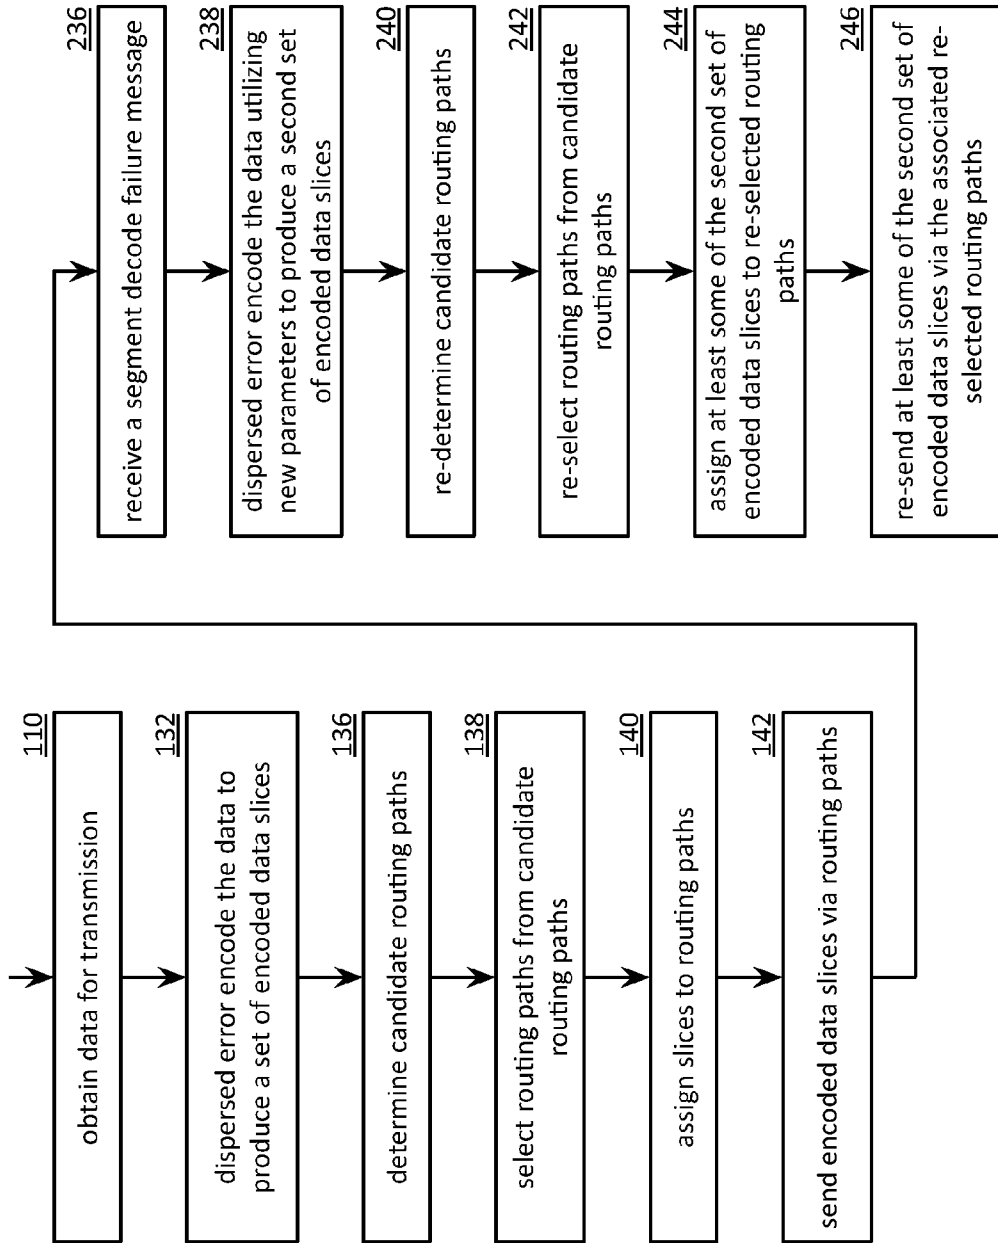 110
obtain data for transmission
132
dispersed error encode the data to
produce a set of encoded data slices
136
determine candidate routing paths
138
select routing paths from candidate
routing paths
140
assign slices to routing paths
142
send encoded data slices via routing paths
236
receive a segment decode failure message
238
dispersed error encode the data utilizing
new parameters to produce a second set
of encoded data slices
240
re-determine candidate routing paths
242
re-select routing paths from candidate
routing paths
244
assign at least some of the second set of
encoded data slices to re-selected routing
paths
246
re-send at least some of the second set of
encoded data slices via the associated re-
selected routing paths